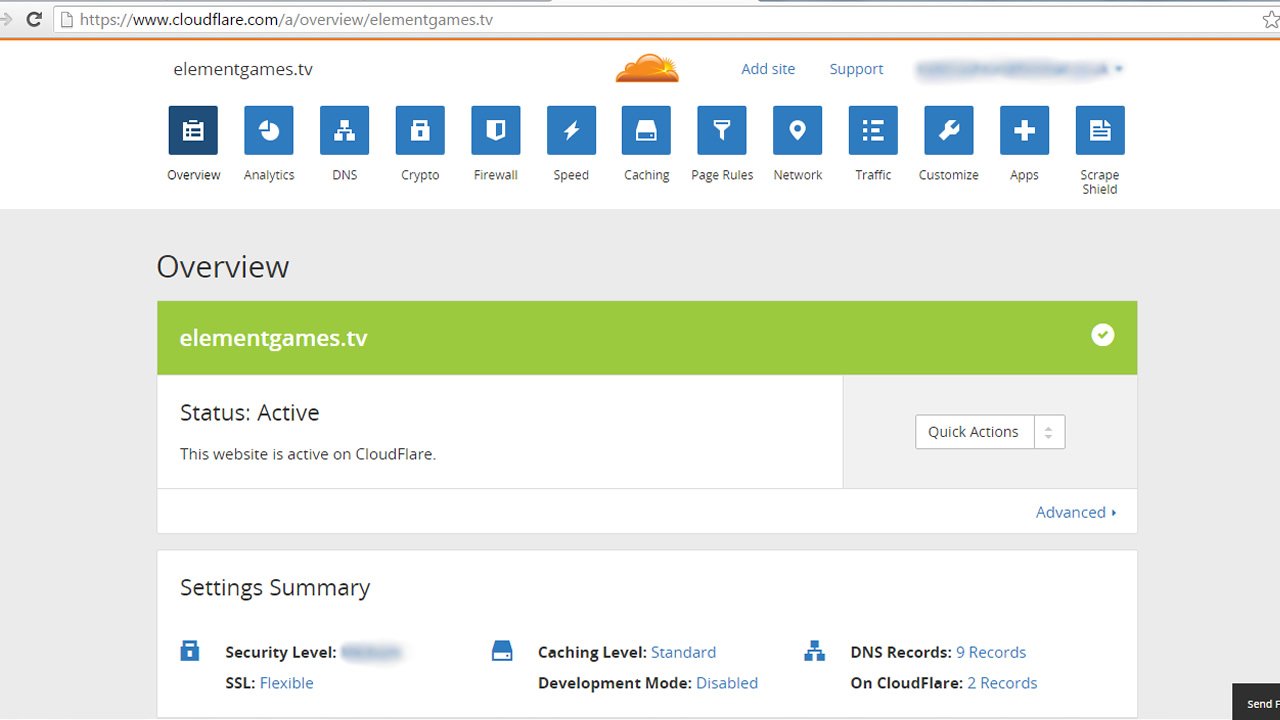 https://www.cloudflare.com/a/overview/elementgames.tv
elementgames.tv Add site Support
Overview Analytics DNS Crypto Firewall Speed Caching Page Rules Network Traffic Customize Apps Scrape Shield
Overview
elementgames.tv
Status: Active
Quick Actions
This website is active on CloudFlare.
Advanced
Settings Summary
Security Level: Caching Level: Standard DNS Records: 9 Records
SSL: Flexible Development Mode: Disabled On CloudFlare: 2 Records
Send